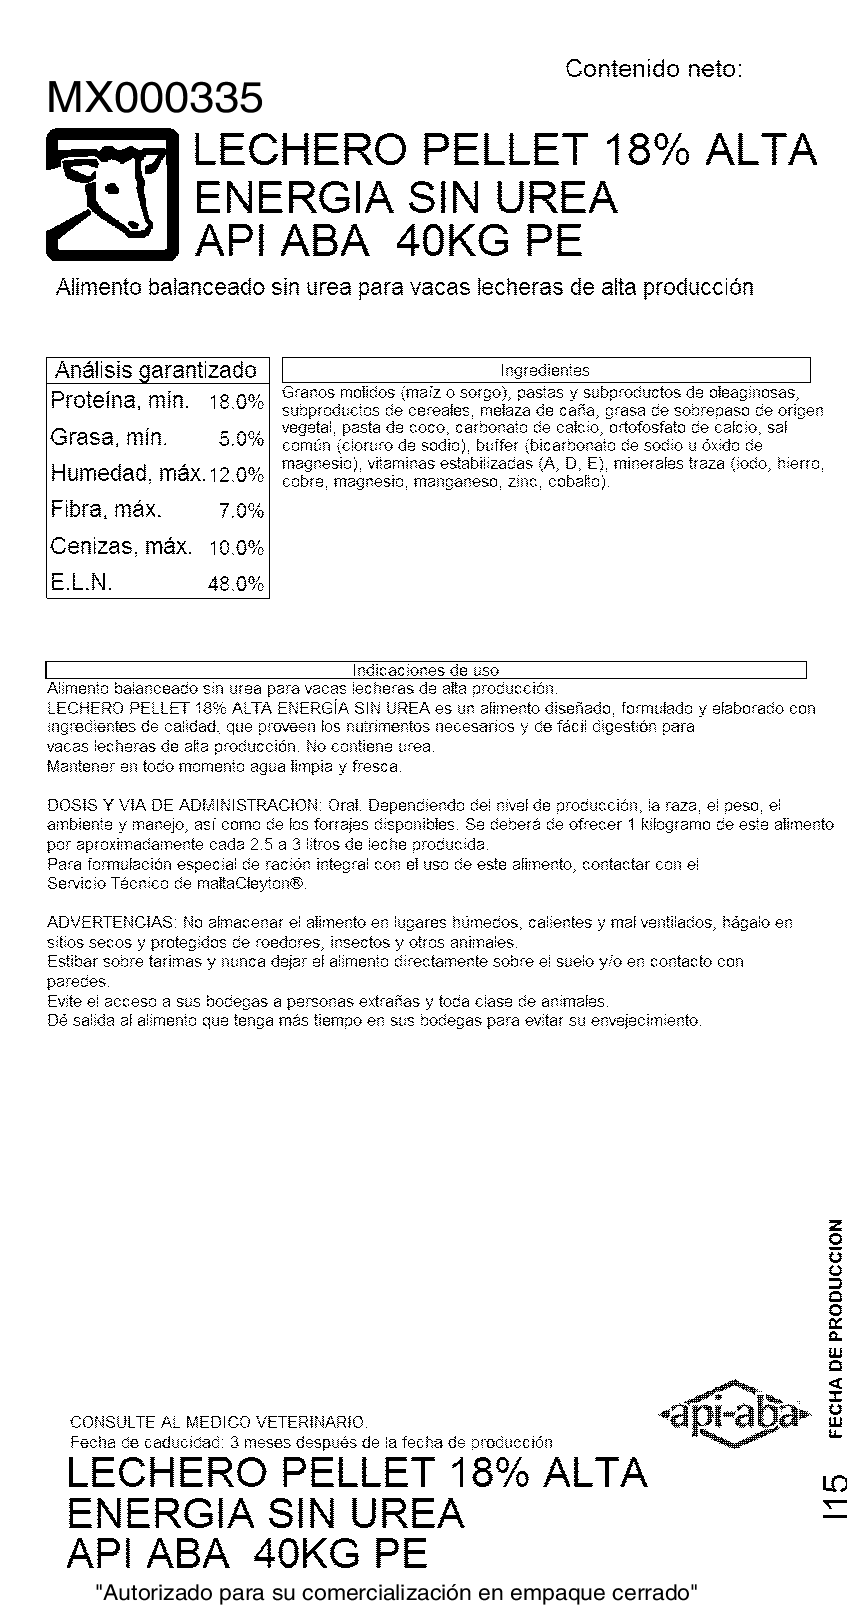 Contenido neto:
MX000335
LECHERO PELLET 18% ALTA
ENERGIA SIN UREA
API ABA 40KG PE
Alimento balanceado sin urea para vacas lecheras de alta producción
Análisis garantizado
Proteína, mín. 18.0%
Grasa, mín. 5.0%
Humedad, máx. 12.0%
Fibra, máx. 7.0%
Cenizas, máx. 10.0%
E.L.N. 48.0%
Ingredientes
Granos molidos (maíz o sorgo), pastas y subproductos de oleaginosas,
subproductos de cereales, melaza de caña, grasa de sobrepaso de origen
vegetal, pasta de coco, carbonato de calcio, ortofosfato de calcio, sal
común (cloruro de sodio), buffer (bicarbonato de sodio u óxido de
magnesio), vitaminas estabilizadas (A, D, E), minerales traza (iodo, hierro,
cobre, magnesio, manganeso, zinc, cobalto).
Indicaciones de uso
Alimento balanceado sin urea para vacas lecheras de alta producción.
LECHERO PELLET 18% ALTA ENERGÍA SIN UREA es un alimento diseñado, formulado y elaborado con
ingredientes de calidad, que proveen los nutrimentos necesarios y de fácil digestión para
vacas lecheras de alta producción. No contiene urea.
Mantener en todo momento agua limpia y fresca.
DOSIS Y VIA DE ADMINISTRACION: Oral. Dependiendo del nivel de producción, la raza, el peso, el
ambiente y manejo, así como de los forrajes disponibles. Se deberá de ofrecer 1 kilogramo de este alimento
por aproximadamente cada 2.5 a 3 litros de leche producida.
Para formulación especial de ración integral con el uso de este alimento, contactar con el
Servicio Técnico de maltaCleyton®.
ADVERTENCIAS: No almacenar el alimento en lugares húmedos, calientes y mal ventilados, hágalo en
sitios secos y protegidos de roedores, insectos y otros animales.
Estibar sobre tarimas y nunca dejar el alimento directamente sobre el suelo y/o en contacto con
paredes.
Evite el acceso a sus bodegas a personas extrañas y toda clase de animales.
Dé salida al alimento que tenga más tiempo en sus bodegas para evitar su envejecimiento.
FECHA DE PRODUCCION
I15
api-aba
CONSULTE AL MEDICO VETERINARIO.
Fecha de caducidad: 3 meses después de la fecha de producción
LECHERO PELLET 18% ALTA
ENERGIA SIN UREA
API ABA 40KG PE
"Autorizado para su comercialización en empaque cerrado"